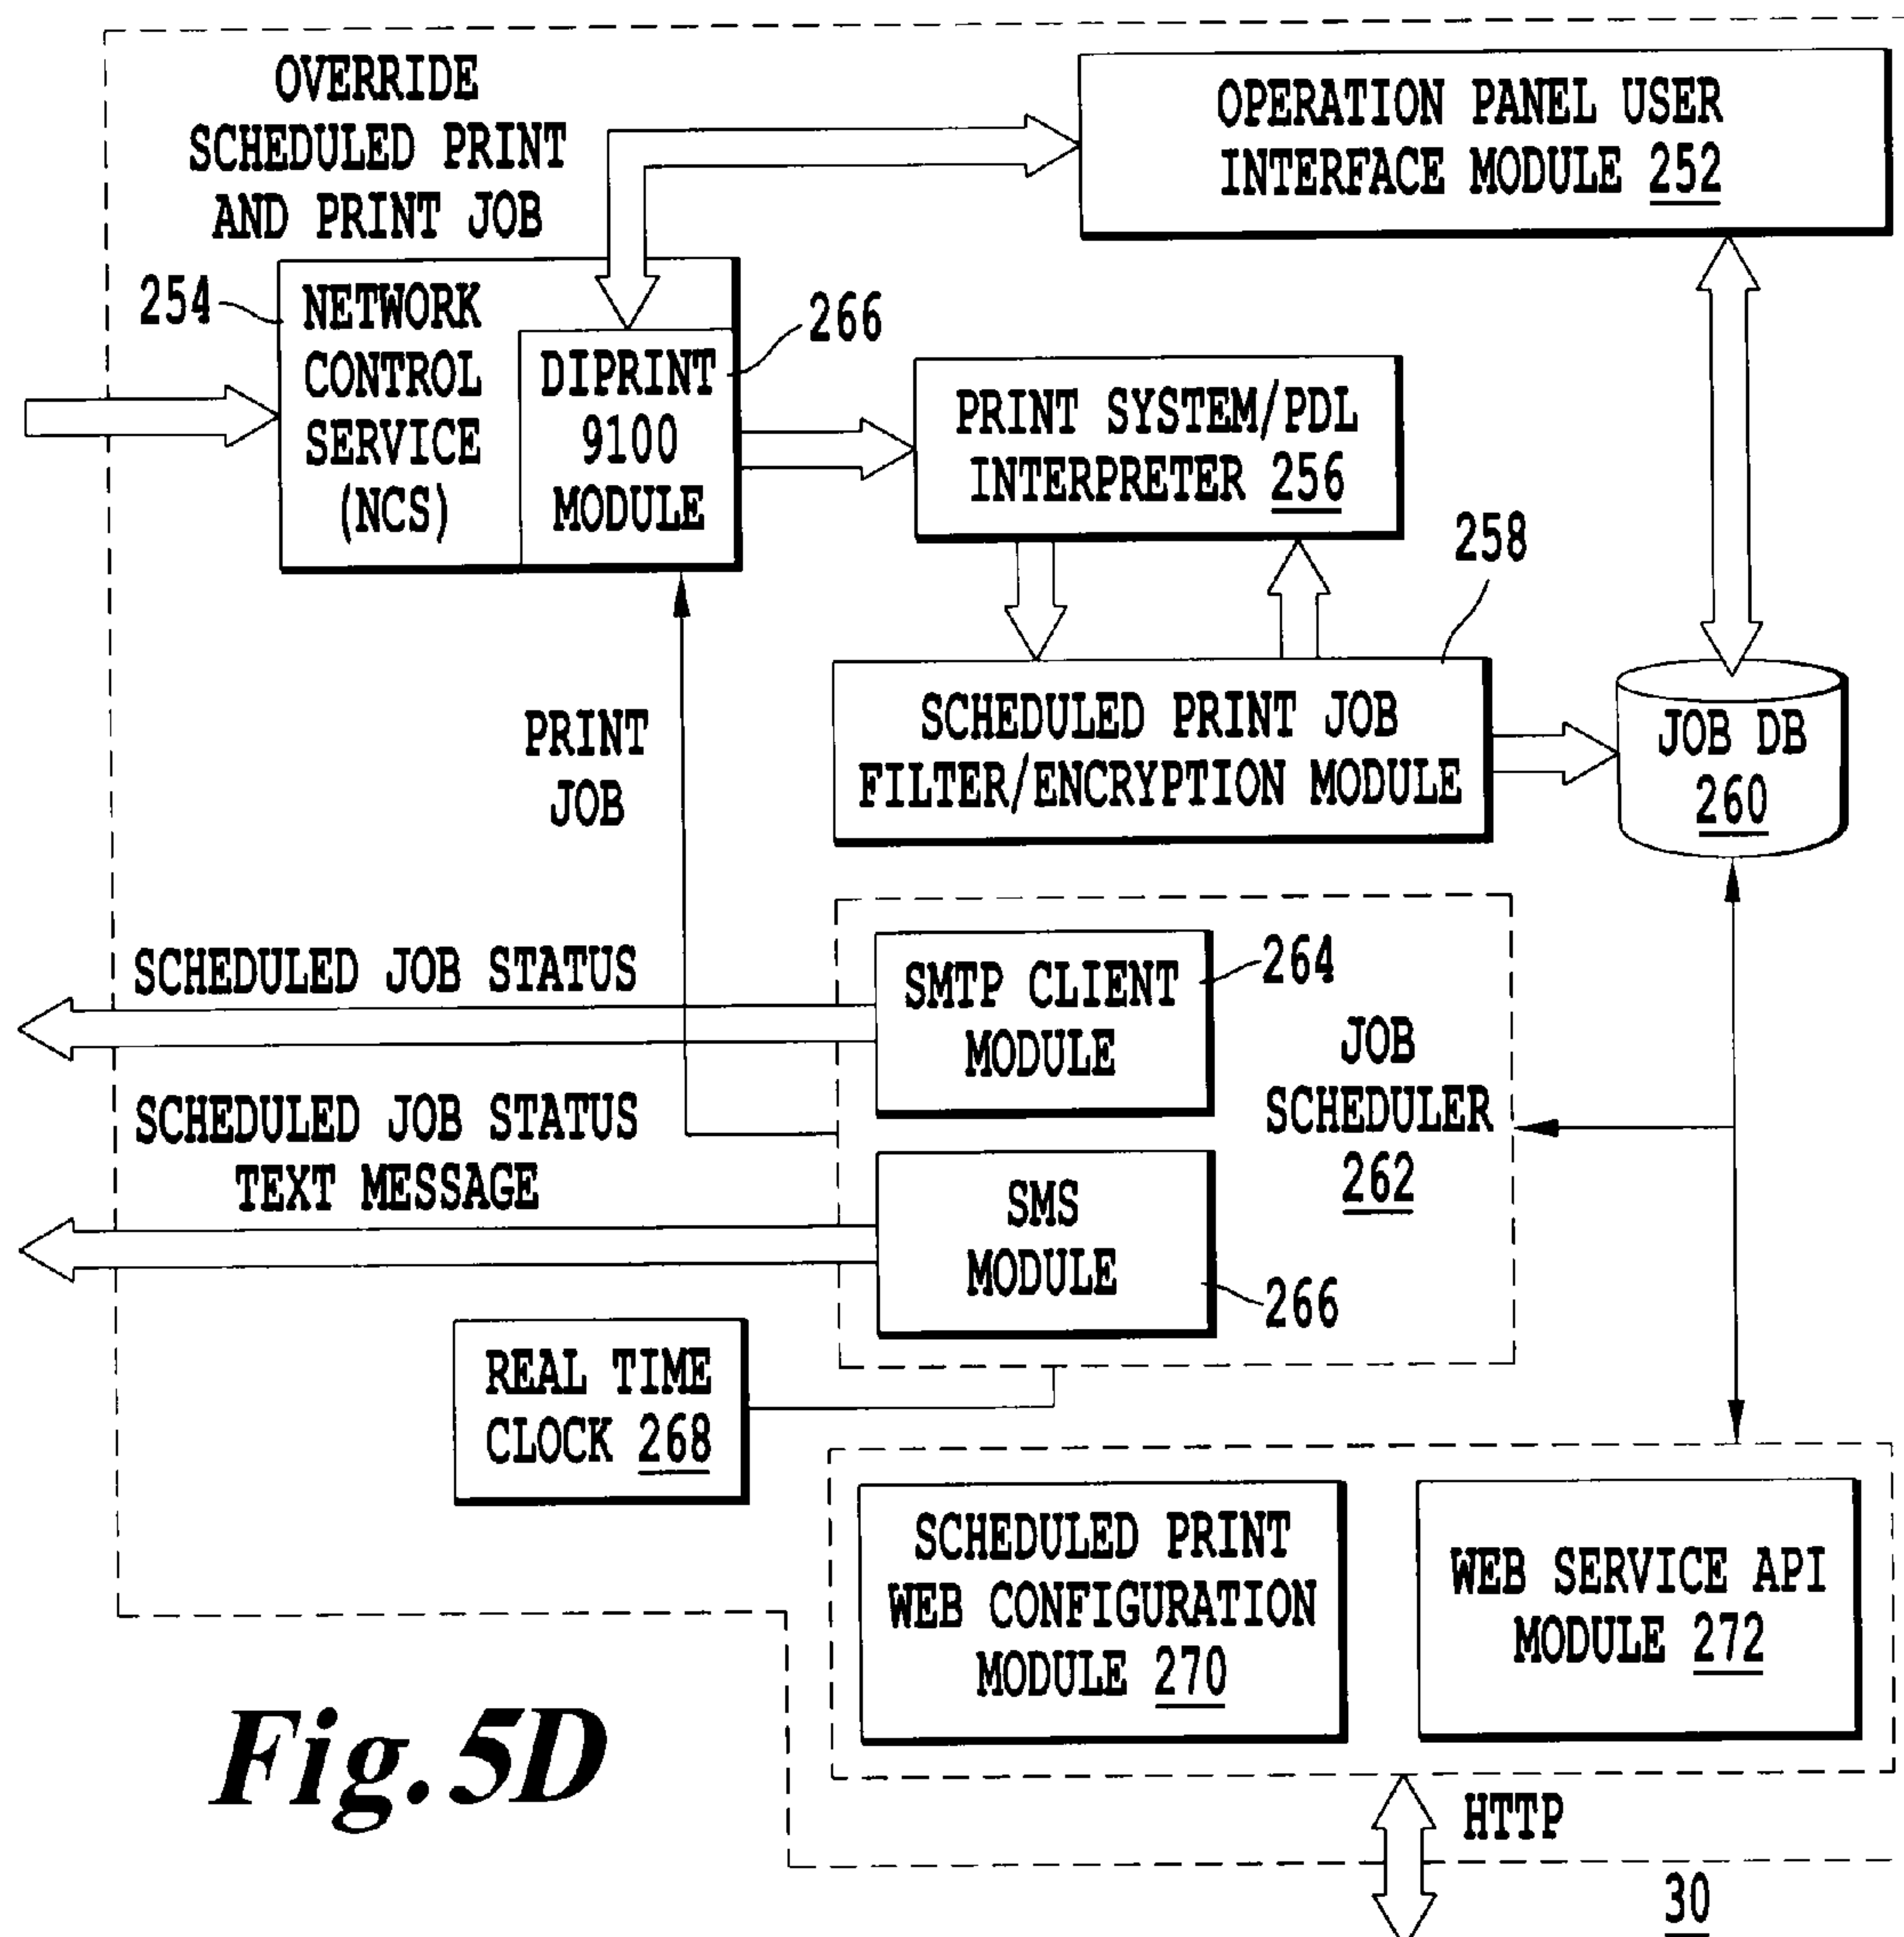 OVERRIDE
SCHEDULED PRINT
AND PRINT JOB
OPERATION PANEL USER
INTERFACE MODULE 252
254
NETWORK
CONTROL
SERVICE
(NCS)
DIPRINT
9100
MODULE
266
PRINT SYSTEM/PDL
INTERPRETER 256
258
SCHEDULED PRINT JOB
FILTER/ENCRYPTION MODULE
JOB DB
260
PRINT
JOB
SCHEDULED JOB STATUS
SMTP CLIENT
MODULE
264
JOB
SCHEDULER
262
SCHEDULED JOB STATUS
TEXT MESSAGE
SMS
MODULE
266
REAL TIME
CLOCK 268
SCHEDULED PRINT
WEB CONFIGURATION
MODULE 270
WEB SERVICE API
MODULE 272
Fig. 5D
HTTP
30